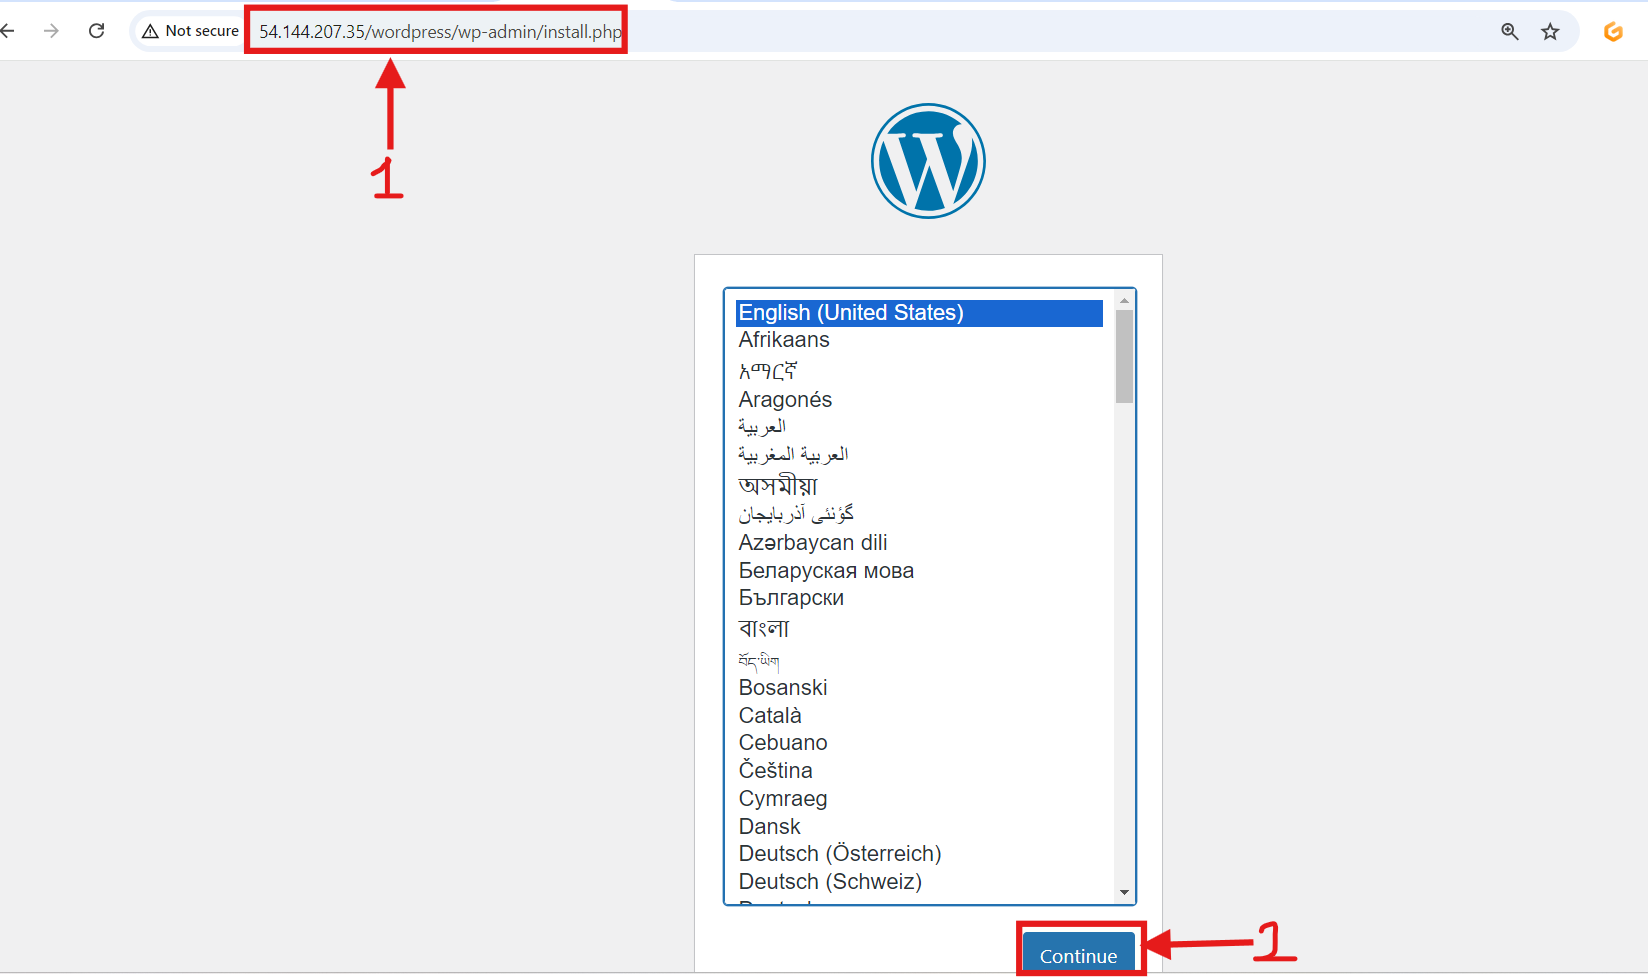 Not secure 54.144.207.35/wordpress/wp-admin/install.php
1
English (United States)
Afrikaans
አማርኛ
Aragonés
العربية
العربية المغربية
অসমীয়া
گؤنئی آذربایجان
Azərbaycan dili
Беларуская мова
Български
বাংলা
བོད་ཡིག
Bosanski
Català
Cebuano
Čeština
Cymraeg
Dansk
Deutsch (Österreich)
Deutsch (Schweiz)
Continue